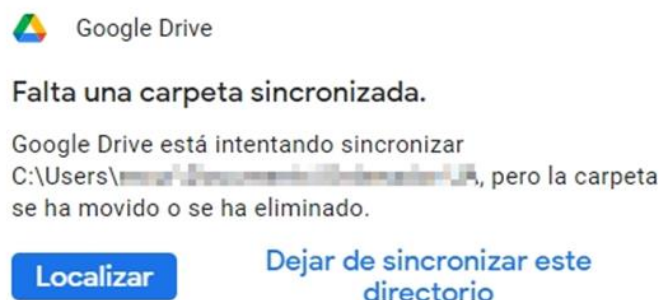 Google Drive
Falta una carpeta sincronizada.
Google Drive está intentando sincronizar
C:\Users\ , pero la carpeta
se ha movido o se ha eliminado.
Localizar
Dejar de sincronizar este
directorio